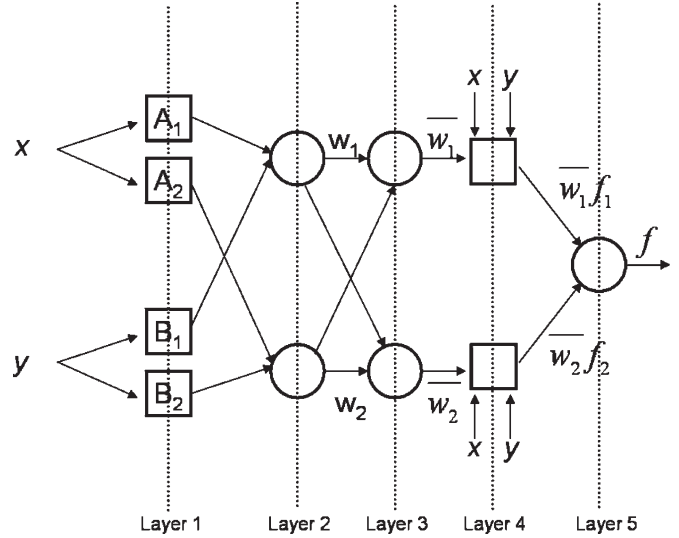 x y
A₁
w₁
w̅₁
x
A₂
w̅₁f₁
f
B₁
y
B₂
w̅₂f₂
w₂
w̅₂
x y
Layer 1 Layer 2 Layer 3 Layer 4 Layer 5